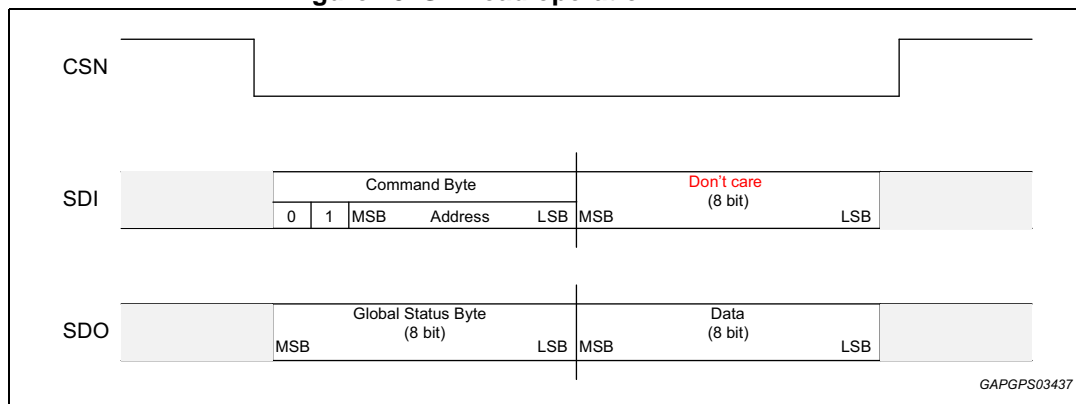 CSN
SDI
Command Byte
0 1 MSB Address LSB
Don't care
(8 bit)
MSB LSB
SDO
Global Status Byte
(8 bit)
MSB LSB
Data
(8 bit)
MSB LSB
GAPGPS03437